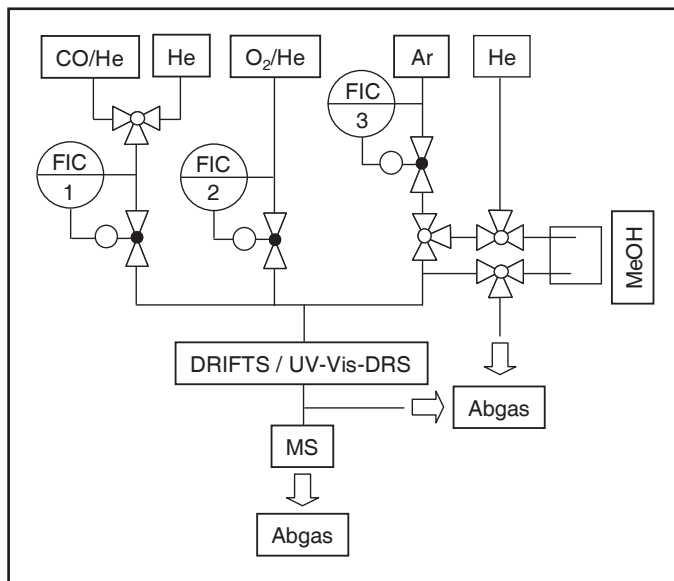 CO/He
He
O₂/He
Ar
He
FIC
3
FIC
1
FIC
2
MeOH
DRIFTS / UV-Vis-DRS
Abgas
MS
Abgas